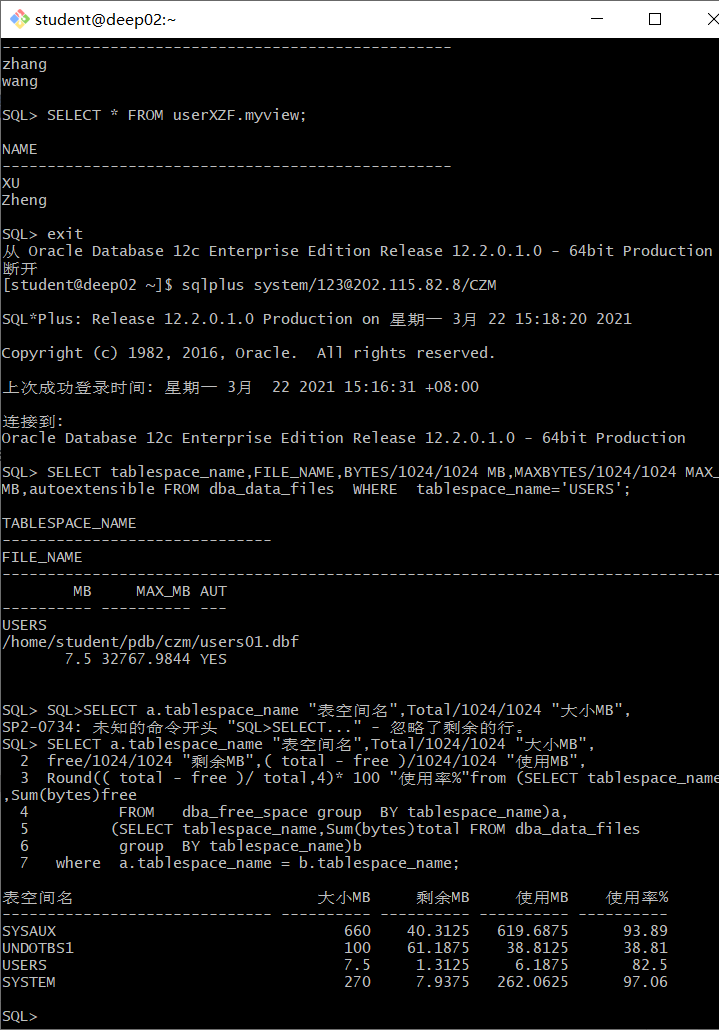 student@deep02:~
--------------------------------------------------
zhang
wang
SQL> SELECT * FROM userXZF.myview;
NAME
--------------------------------------------------
XU
Zheng
SQL> exit
从 Oracle Database 12c Enterprise Edition Release 12.2.0.1.0 - 64bit Production
断开
[student@deep02 ~]$ sqlplus system/123@202.115.82.8/CZM
SQL*Plus: Release 12.2.0.1.0 Production on 星期一 3月 22 15:18:20 2021
Copyright (c) 1982, 2016, Oracle.  All rights reserved.
上次成功登录时间: 星期一 3月  22 2021 15:16:31 +08:00
连接到:
Oracle Database 12c Enterprise Edition Release 12.2.0.1.0 - 64bit Production
SQL> SELECT tablespace_name,FILE_NAME,BYTES/1024/1024 MB,MAXBYTES/1024/1024 MAX_
MB,autoextensible FROM dba_data_files  WHERE  tablespace_name='USERS';
TABLESPACE_NAME
------------------------------
FILE_NAME
--------------------------------------------------------------------------------
        MB     MAX_MB AUT
---------- ---------- ---
USERS
/home/student/pdb/czm/users01.dbf
       7.5 32767.9844 YES
SQL> SQL>SELECT a.tablespace_name "表空间名",Total/1024/1024 "大小MB",
SP2-0734: 未知的命令开头 "SQL>SELECT..." - 忽略了剩余的行。
SQL> SELECT a.tablespace_name "表空间名",Total/1024/1024 "大小MB",
  2  free/1024/1024 "剩余MB",( total - free )/1024/1024 "使用MB",
  3  Round(( total - free )/ total,4)* 100 "使用率%"from (SELECT tablespace_name
,Sum(bytes)free
  4          FROM   dba_free_space group  BY tablespace_name)a,
  5         (SELECT tablespace_name,Sum(bytes)total FROM dba_data_files
  6          group  BY tablespace_name)b
  7   where  a.tablespace_name = b.tablespace_name;
表空间名                           大小MB     剩余MB     使用MB    使用率%
------------------------------ ---------- ---------- ---------- ----------
SYSAUX                                660    40.3125   619.6875      93.89
UNDOTBS1                              100    61.1875    38.8125      38.81
USERS                                 7.5     1.3125     6.1875       82.5
SYSTEM                                270     7.9375   262.0625      97.06
SQL>